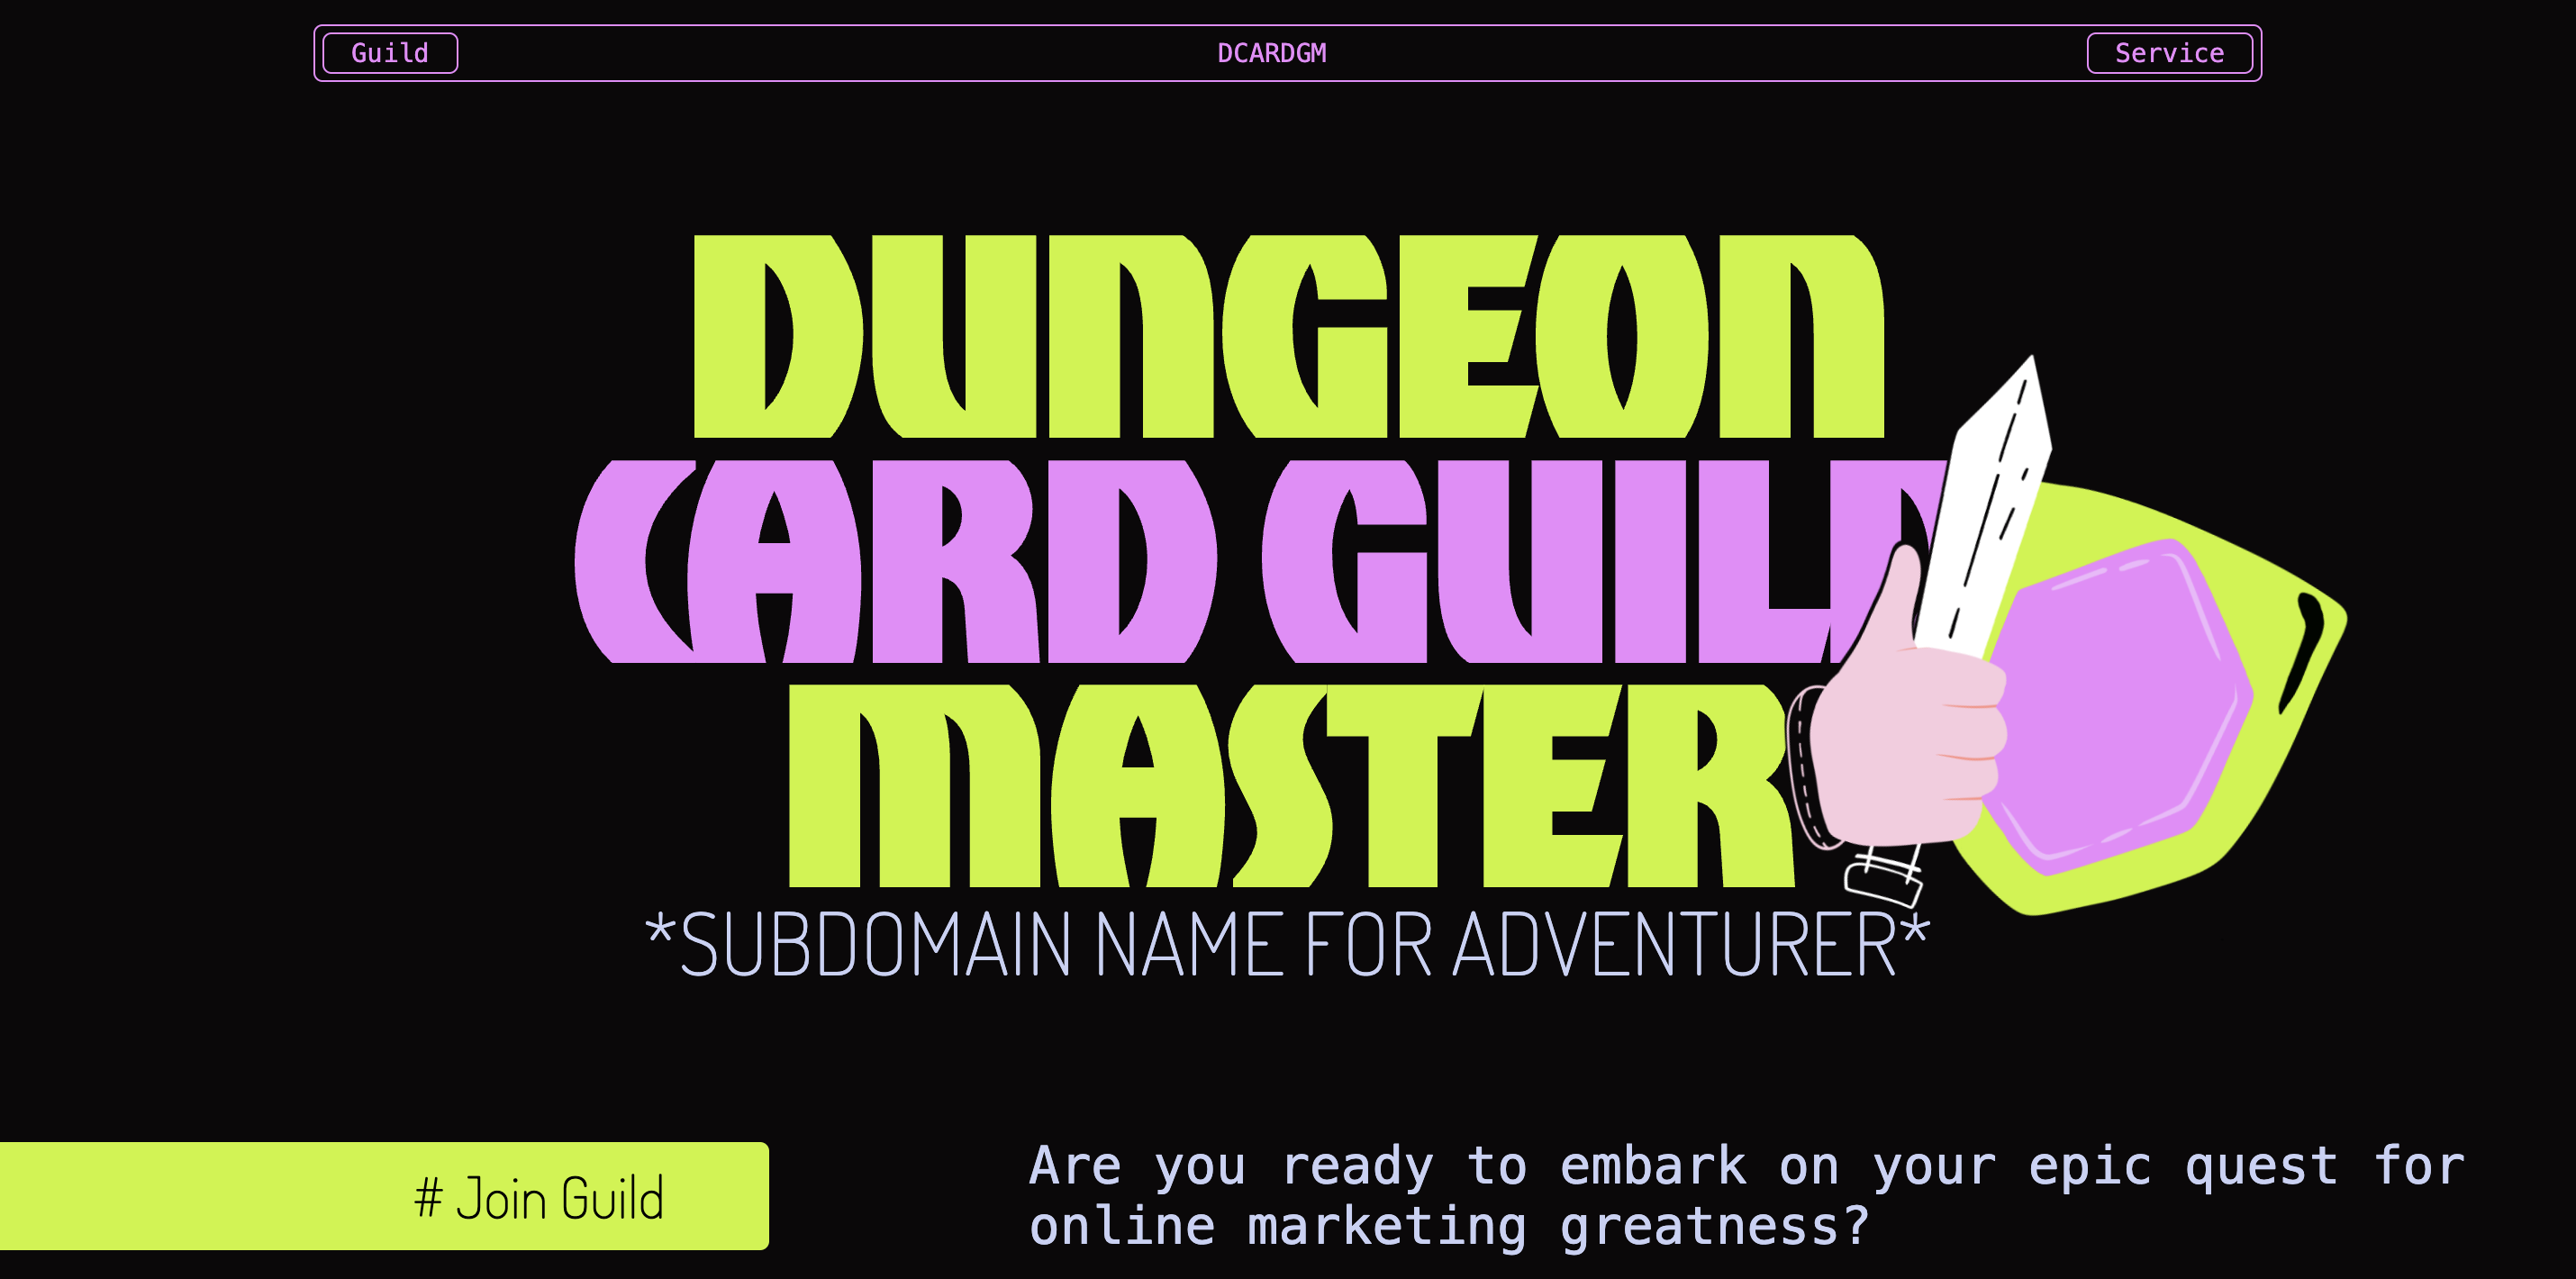 Guild
DCARDGM
Service
DUNGEON
CARD GUILD
MASTER
*SUBDOMAIN NAME FOR ADVENTURER*
# Join Guild
Are you ready to embark on your epic quest for
online marketing greatness?